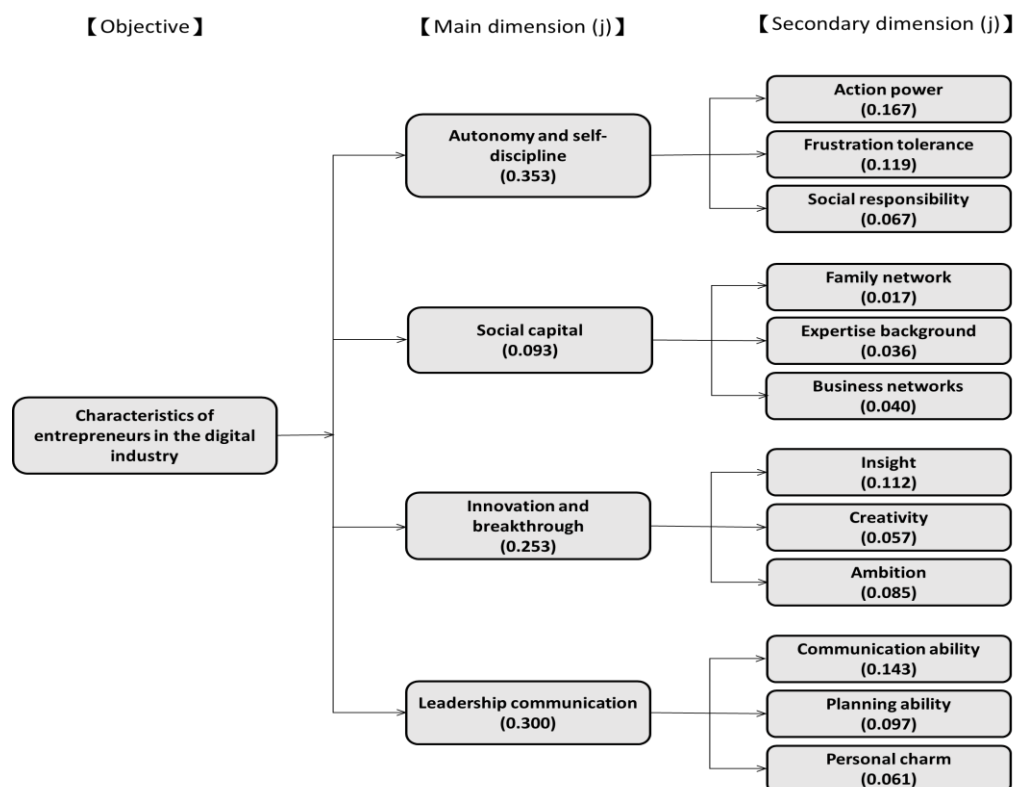 【Objective】
【Main dimension (j)】
【Secondary dimension (j)】
Characteristics of
entrepreneurs in the digital
industry
Autonomy and self-
discipline
(0.353)
Action power
(0.167)
Frustration tolerance
(0.119)
Social responsibility
(0.067)
Social capital
(0.093)
Family network
(0.017)
Expertise background
(0.036)
Business networks
(0.040)
Innovation and
breakthrough
(0.253)
Insight
(0.112)
Creativity
(0.057)
Ambition
(0.085)
Leadership communication
(0.300)
Communication ability
(0.143)
Planning ability
(0.097)
Personal charm
(0.061)